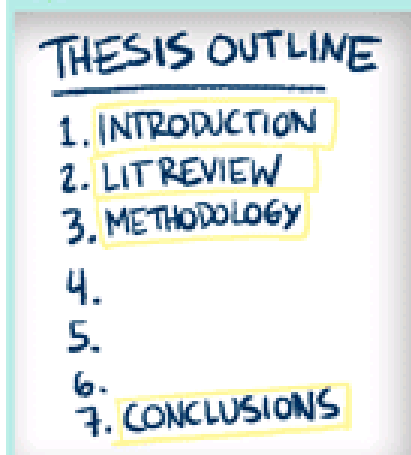 THESIS OUTLINE
1. INTRODUCTION
2. LIT REVIEW
3. METHODOLOGY
4.
5.
6.
7. CONCLUSIONS